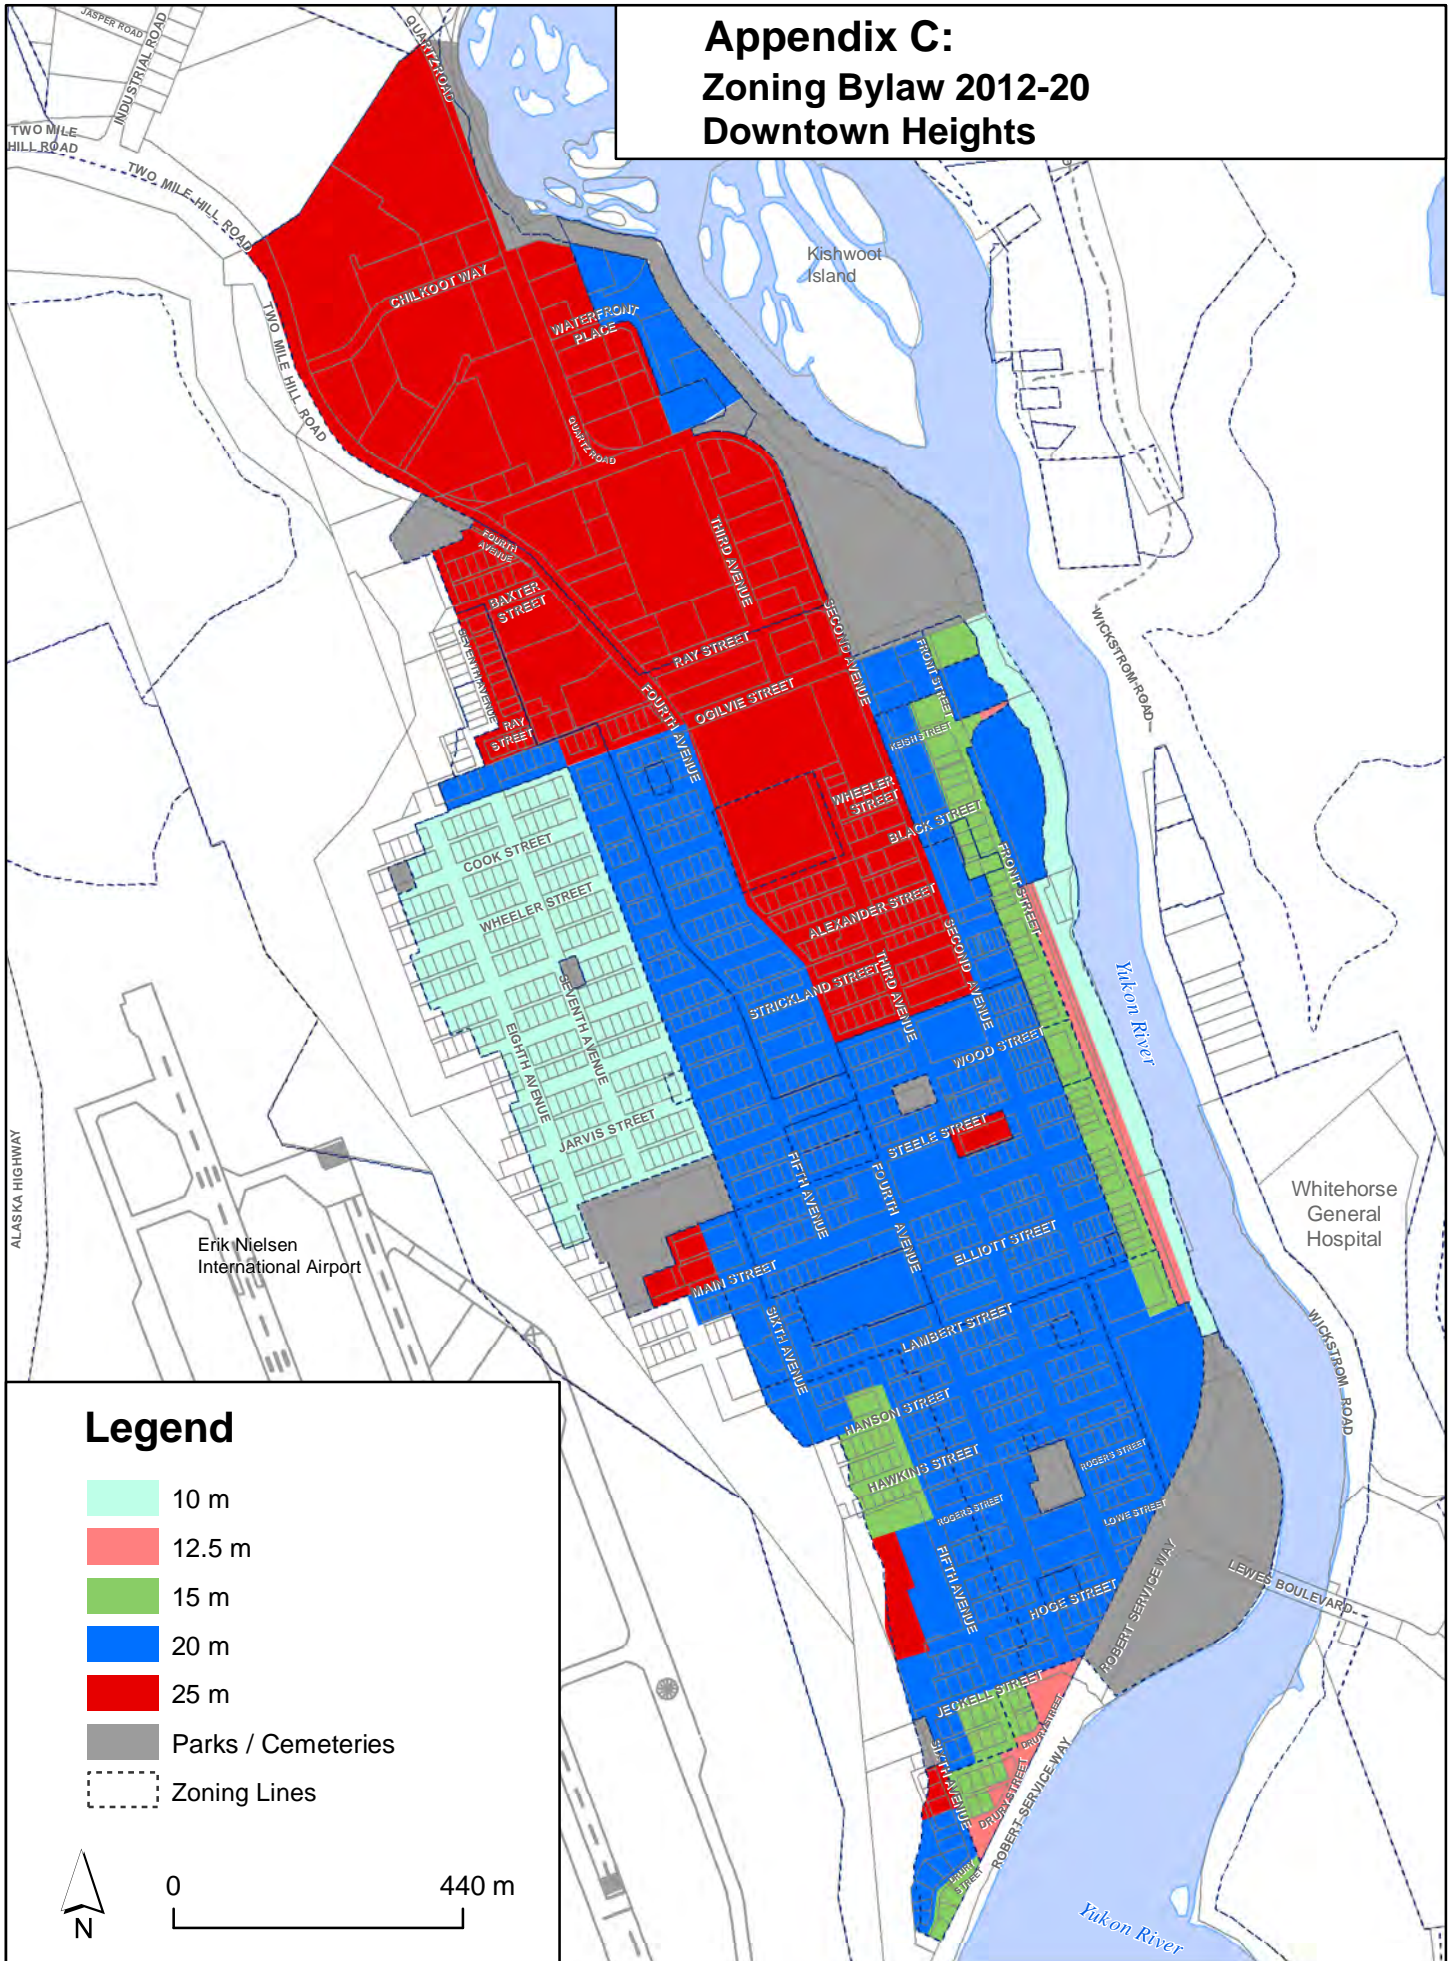 Appendix C:
Zoning Bylaw 2012-20
Downtown Heights
JASPER ROAD
INDUSTRIAL ROAD
QUARTZ ROAD
TWO MILE
HILL ROAD
TWO MILE HILL ROAD
Kishwoot
Island
CHILKOOT WAY
WATERFRONT
PLACE
TWO MILE HILL ROAD
QUARTZ ROAD
THIRD AVENUE
FOURTH
AVENUE
BAXTER
STREET
SECOND AVENUE
WICKSTROM ROAD
SEVENTH AVENUE
RAY STREET
FRONT STREET
FOURTH AVENUE
OGILVIE STREET
RAY
STREET
KEISH STREET
WHEELER
STREET
BLACK STREET
COOK STREET
FRONT STREET
WHEELER STREET
ALEXANDER STREET
SECOND AVENUE
Yukon River
STRICKLAND STREET
THIRD AVENUE
SEVENTH AVENUE
EIGHTH AVENUE
WOOD STREET
JARVIS STREET
STEELE STREET
ALASKA HIGHWAY
FIFTH AVENUE
FOURTH AVENUE
Whitehorse
General
Hospital
Erik Nielsen
International Airport
ELLIOTT STREET
MAIN STREET
SIXTH AVENUE
LAMBERT STREET
WICKSTROM ROAD
HANSON STREET
HAWKINS STREET
ROGERS STREET
ROGERS STREET
LOWE STREET
FIFTH AVENUE
HOGE STREET
ROBERT SERVICE WAY
LEWES BOULEVARD
JECKELL STREET
DRURY STREET
SIXTH AVENUE
DRURY STREET
ROBERT SERVICE WAY
DRURY
STREET
Yukon River
Legend
10 m
12.5 m
15 m
20 m
25 m
Parks / Cemeteries
Zoning Lines
0 440 m
N